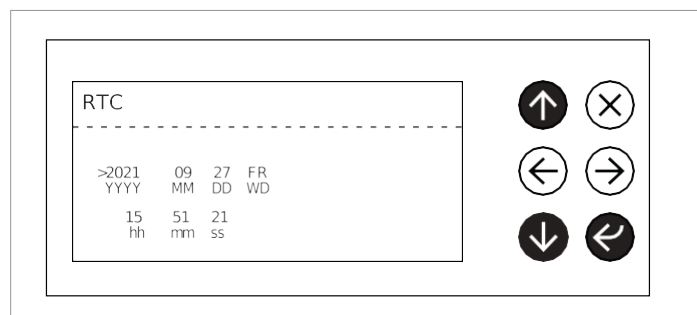 RTC
>2021 09 27 FR
YYYY MM DD WD
15 51 21
hh mm ss